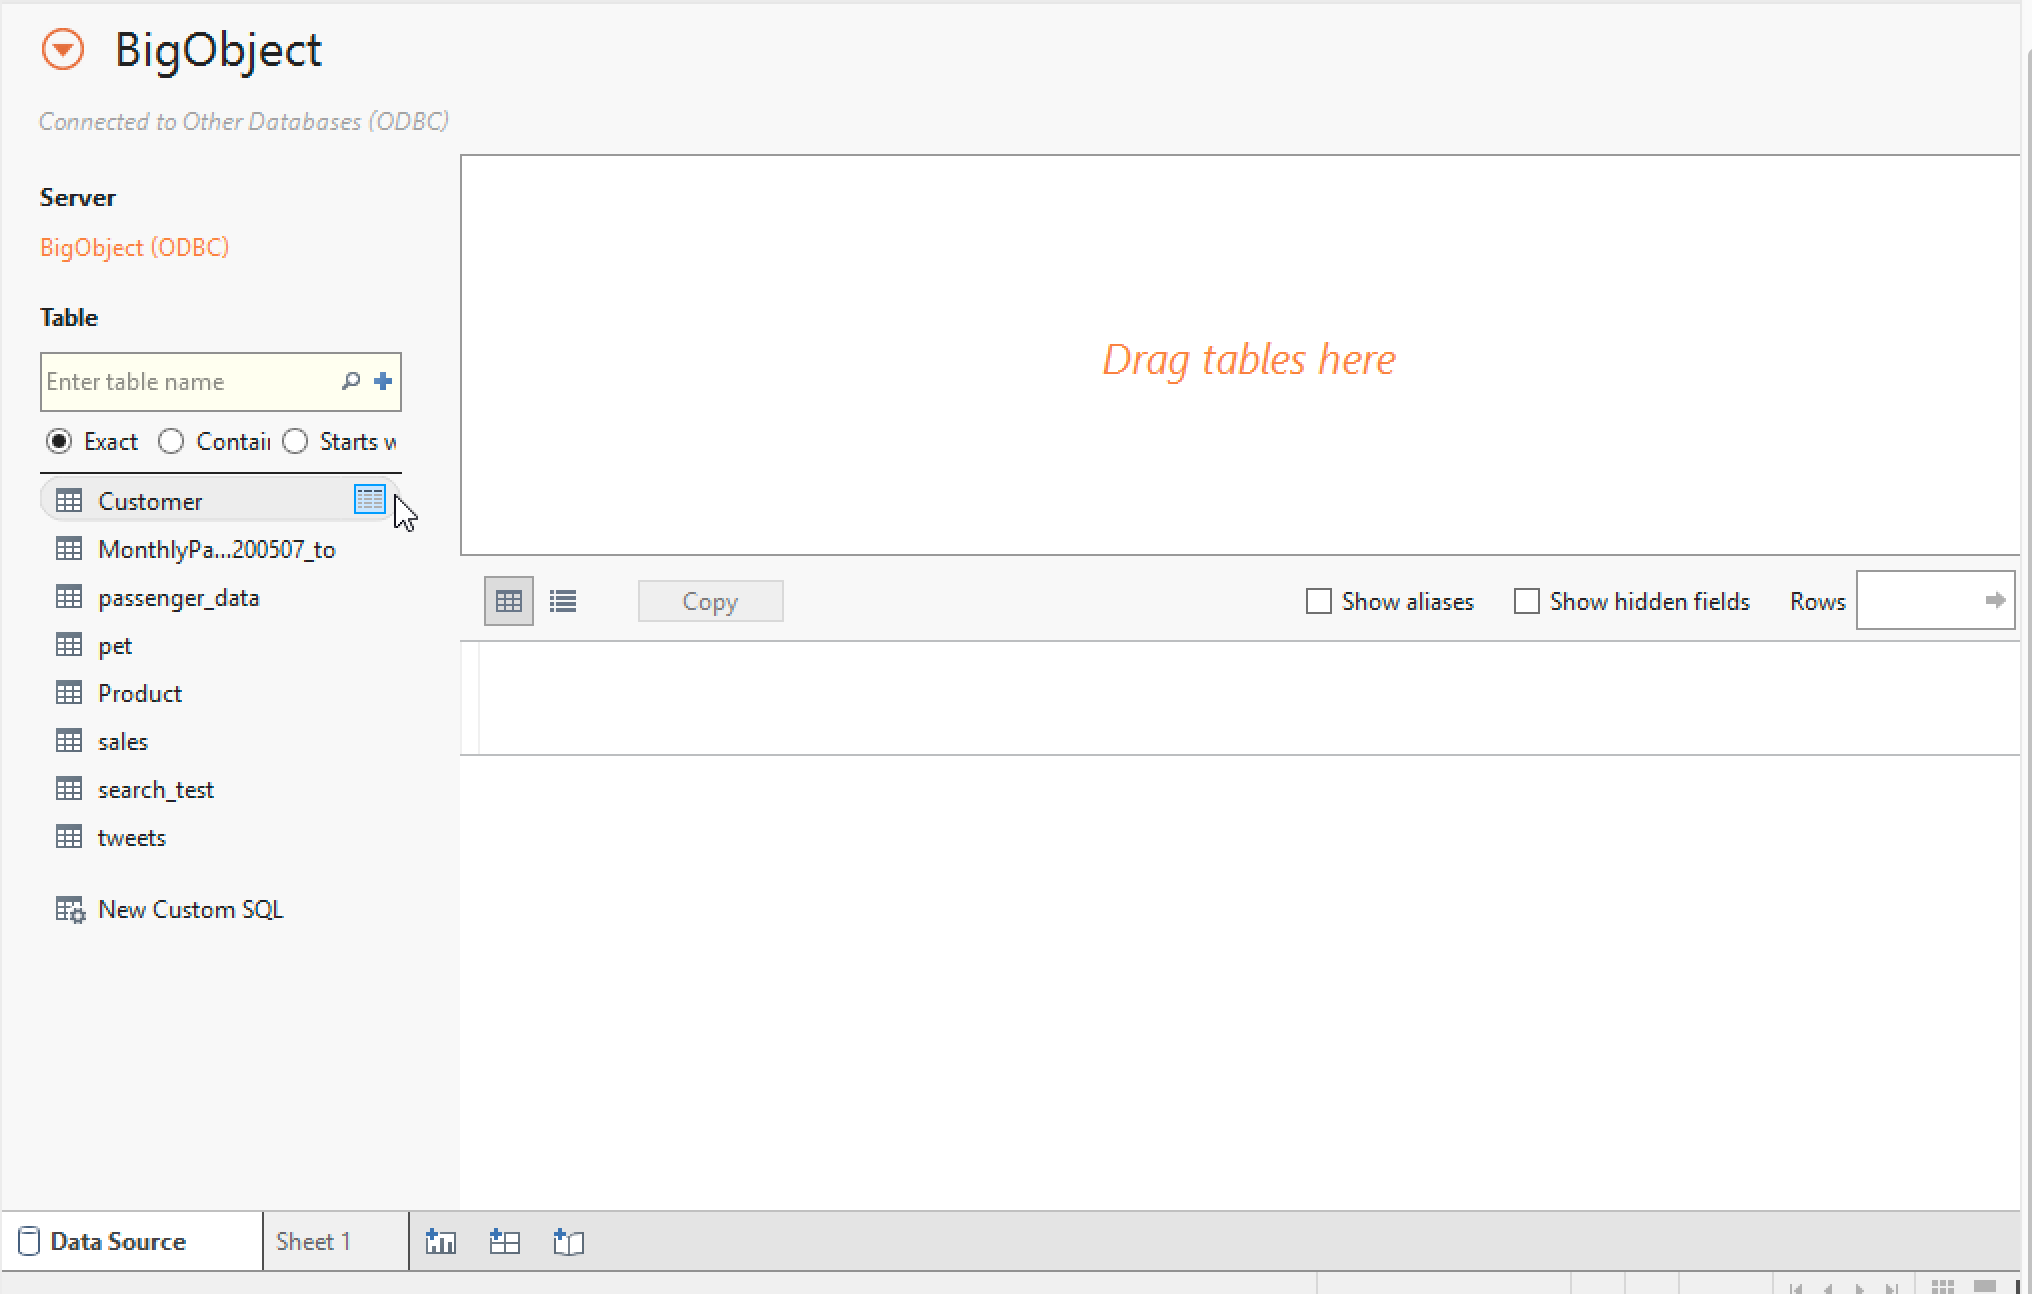 BigObject
Connected to Other Databases (ODBC)
Server
BigObject (ODBC)
Table
Enter table name
Exact Contai Starts w
Customer
MonthlyPa...200507_to
passenger_data
pet
Product
sales
search_test
tweets
New Custom SQL
Drag tables here
Copy Show aliases Show hidden fields Rows
Data Source Sheet 1